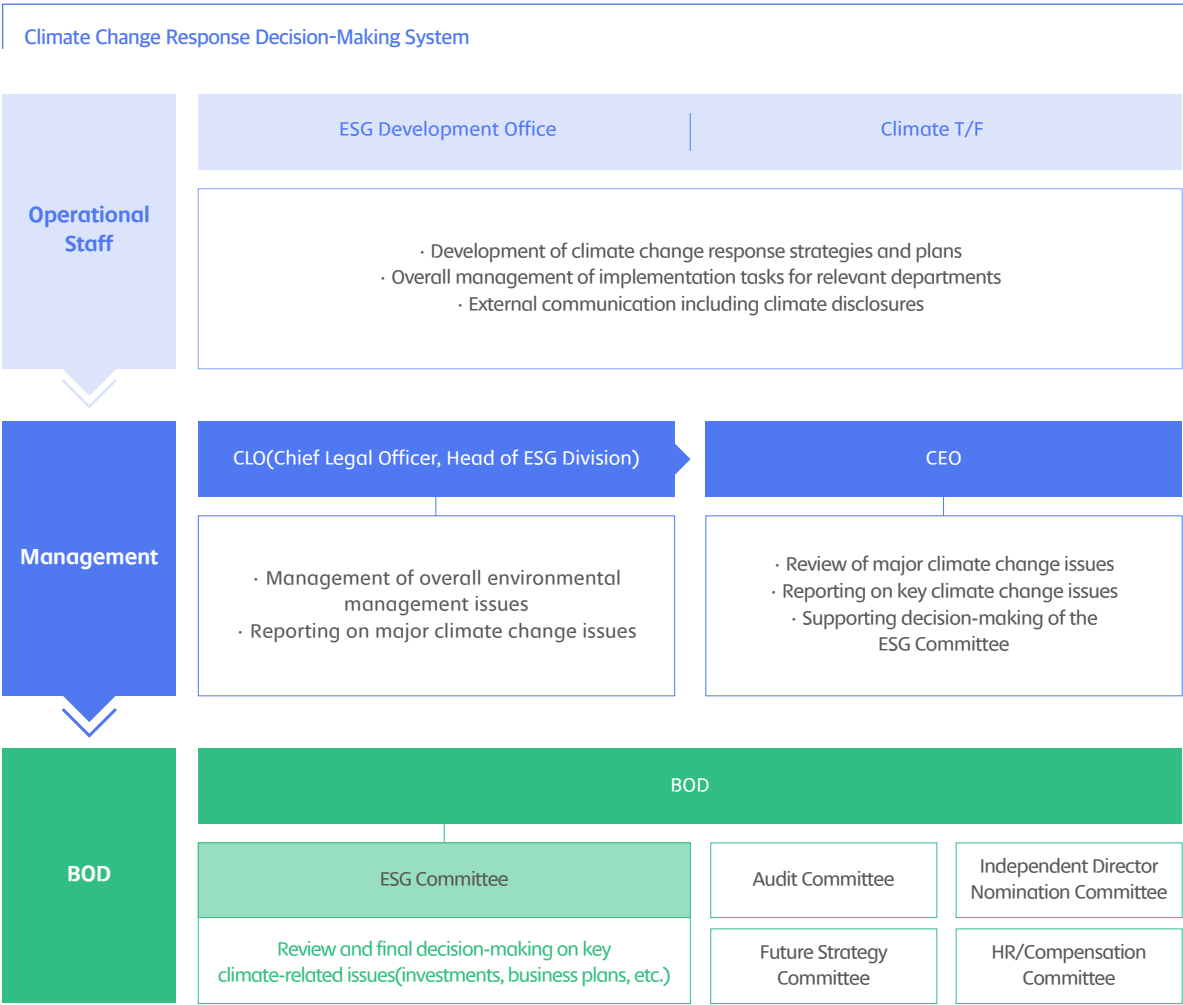 Climate Change Response Decision-Making System
Operational
Staff
ESG Development Office
Climate T/F
· Development of climate change response strategies and plans
· Overall management of implementation tasks for relevant departments
· External communication including climate disclosures
Management
CLO(Chief Legal Officer, Head of ESG Division)
· Management of overall environmental
management issues
· Reporting on major climate change issues
CEO
· Review of major climate change issues
· Reporting on key climate change issues
· Supporting decision-making of the
ESG Committee
BOD
BOD
ESG Committee
Review and final decision-making on key
climate-related issues(investments, business plans, etc.)
Audit Committee
Independent Director
Nomination Committee
Future Strategy
Committee
HR/Compensation
Committee